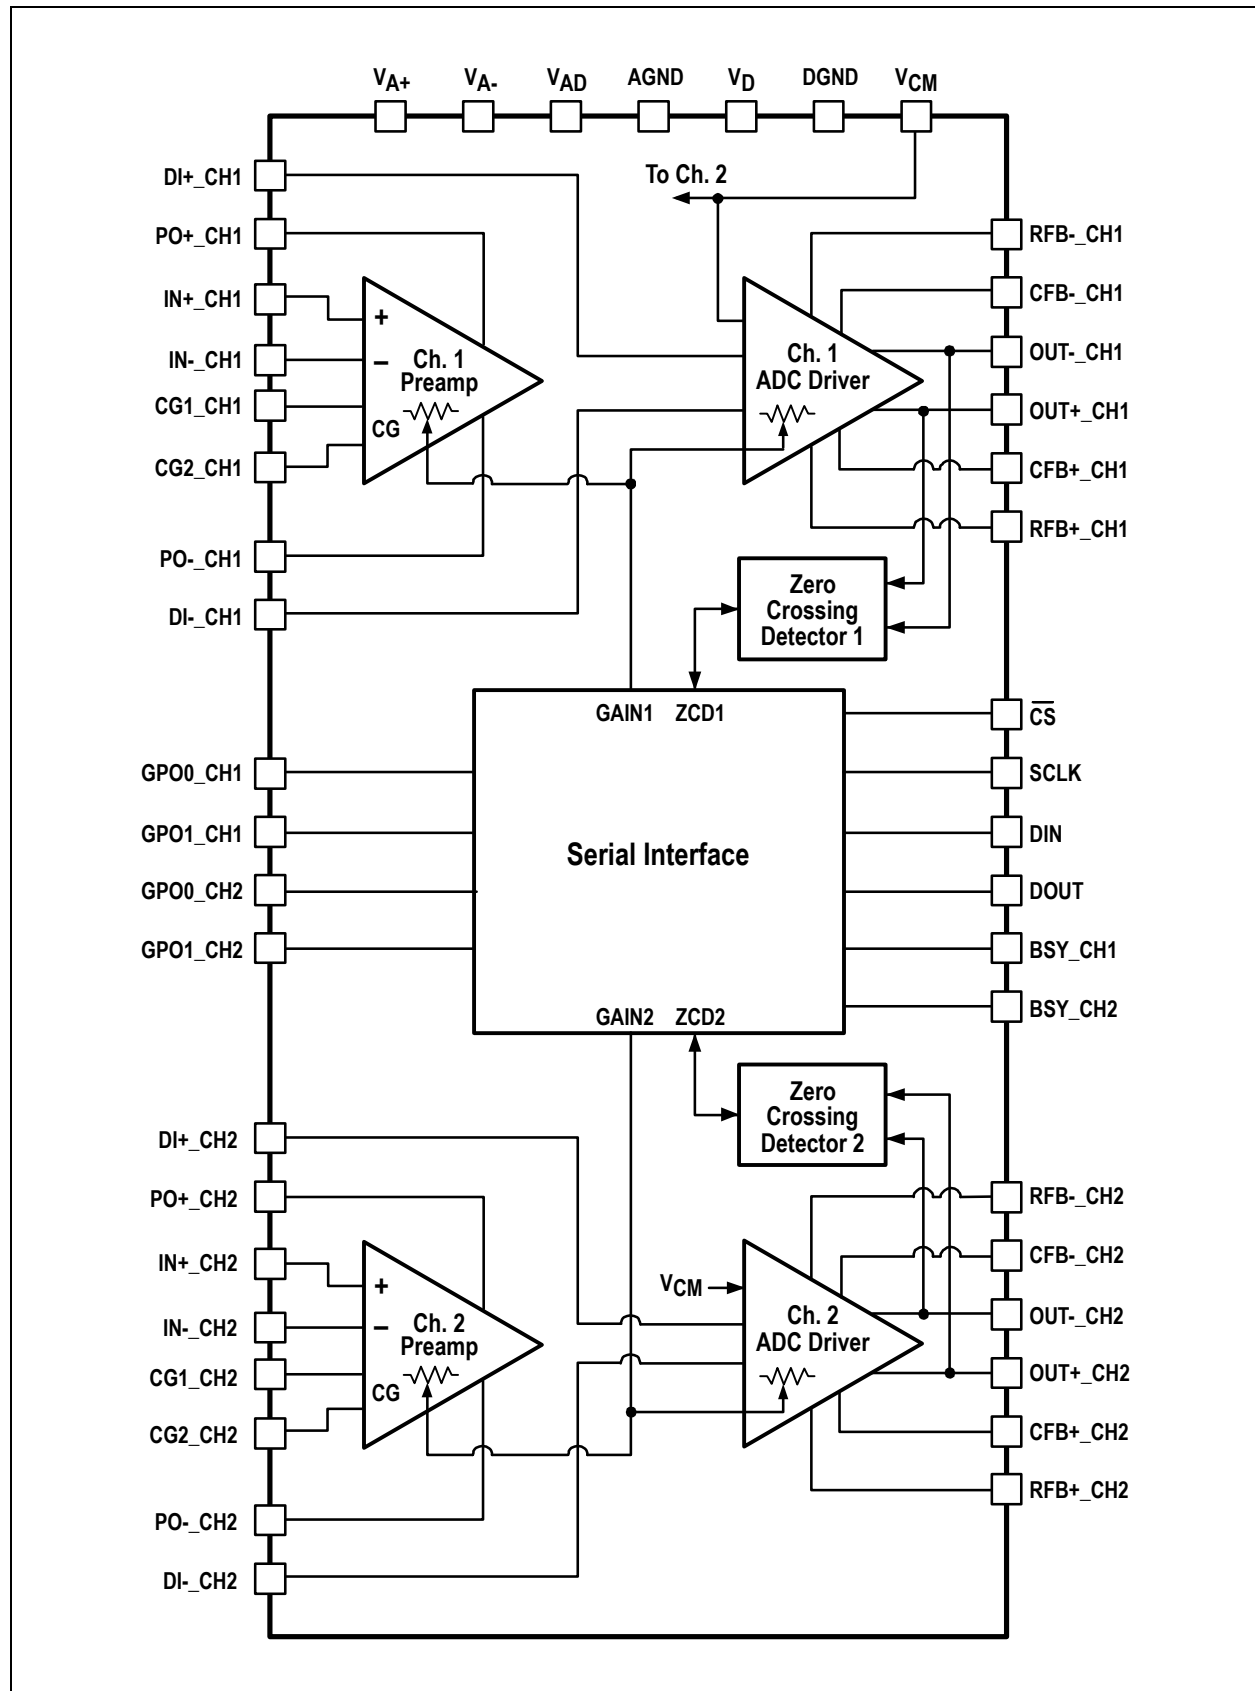 VA+ VA- VAD AGND VD DGND VCM
To Ch. 2
DI+_CH1
PO+_CH1
IN+_CH1
IN-_CH1
CG1_CH1
CG2_CH1
PO-_CH1
DI-_CH1
+
−
Ch. 1
Preamp
CG
Ch. 1
ADC Driver
RFB-_CH1
CFB-_CH1
OUT-_CH1
OUT+_CH1
CFB+_CH1
RFB+_CH1
Zero
Crossing
Detector 1
GAIN1 ZCD1
GPO0_CH1
GPO1_CH1
GPO0_CH2
GPO1_CH2
Serial Interface
CS
SCLK
DIN
DOUT
BSY_CH1
BSY_CH2
GAIN2 ZCD2
Zero
Crossing
Detector 2
DI+_CH2
PO+_CH2
IN+_CH2
IN-_CH2
CG1_CH2
CG2_CH2
PO-_CH2
DI-_CH2
+
−
Ch. 2
Preamp
CG
VCM
Ch. 2
ADC Driver
RFB-_CH2
CFB-_CH2
OUT-_CH2
OUT+_CH2
CFB+_CH2
RFB+_CH2